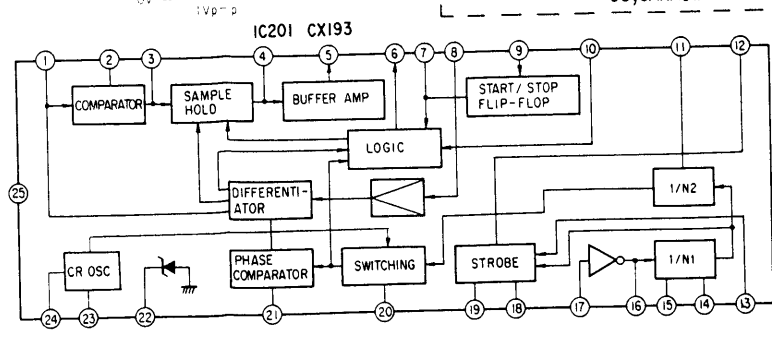 1Vp-p
IC201 CX193
1 2 3 4 5 6 7 8 9 10 11 12
COMPARATOR
SAMPLE
HOLD
BUFFER AMP
START/STOP
FLIP-FLOP
LOGIC
25
DIFFERENTI-
ATOR
1/N2
CR OSC
PHASE
COMPARATOR
SWITCHING
STROBE
1/N1
24 23 22 21 20 19 18 17 16 15 14 13